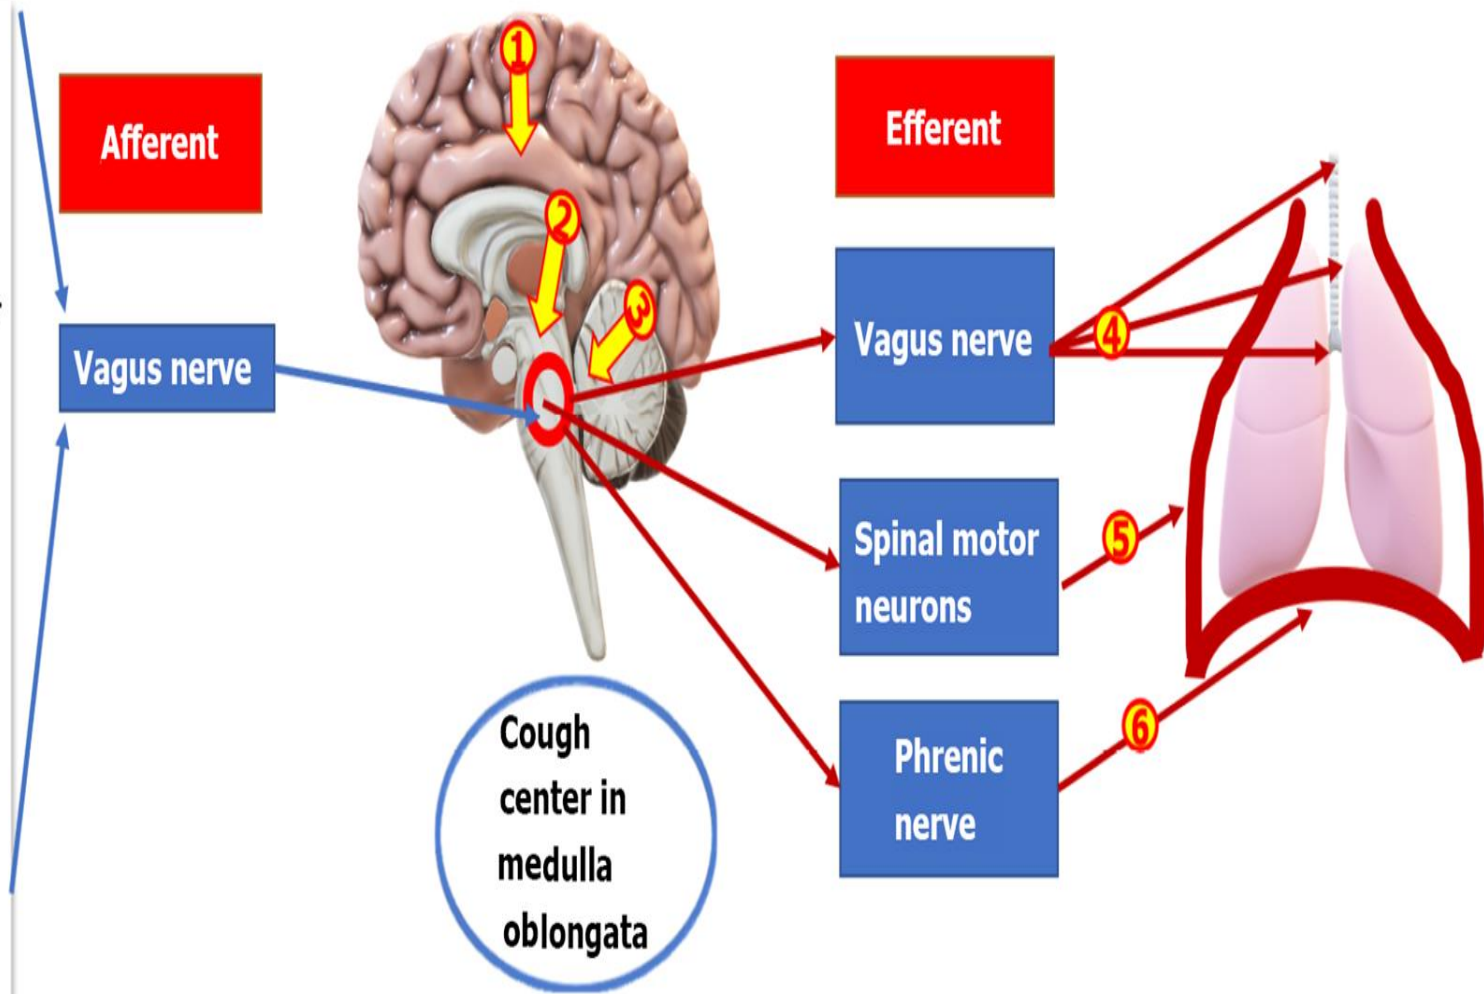 Afferent
Vagus nerve
1
2
3
Cough
center in
medulla
oblongata
Efferent
Vagus nerve
Spinal motor
neurons
Phrenic
nerve
4
5
6